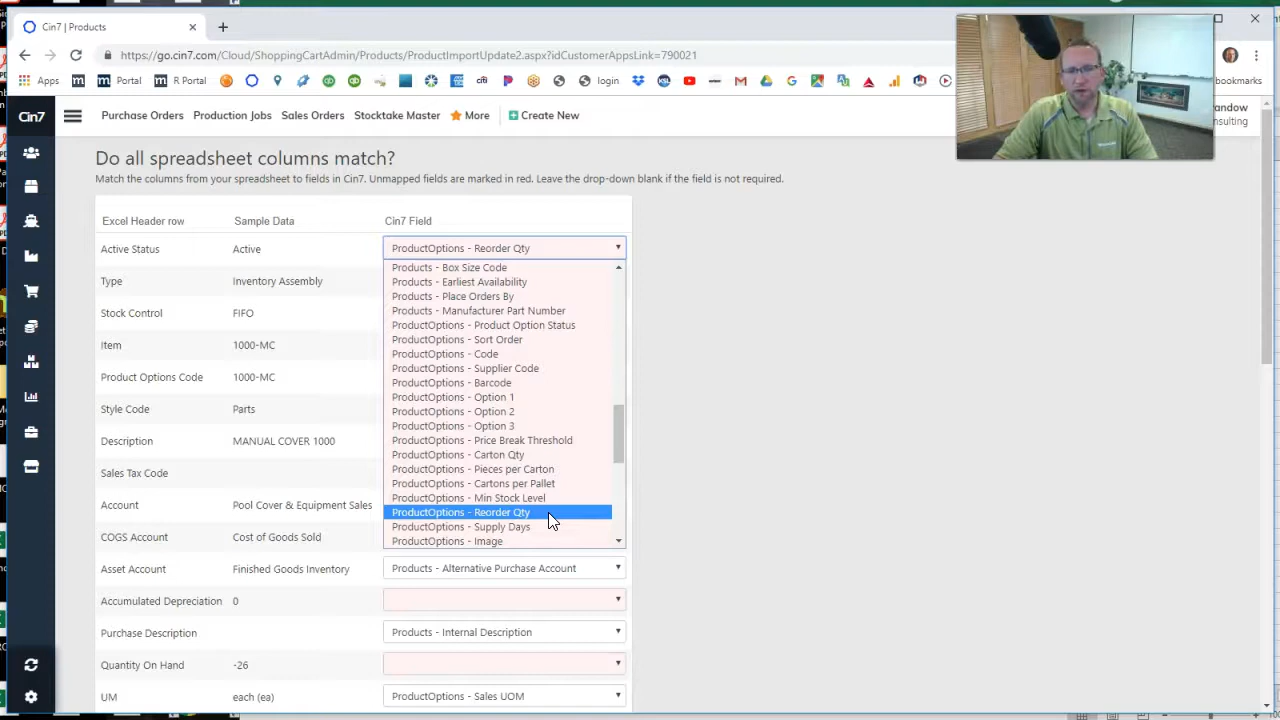 Cin7 | Products
https://go.cin7.com/Cloud/
CartAdmin/Products/ImportStartUpdate.aspx?idCustomerAppsLink=79002
Apps
Portal
R Portal
login
KSL
bookmarks
Cin7
Purchase Orders
Production Jobs
Sales Orders
Stocktake Master
More
Create New
Do all spreadsheet columns match?
Match the columns from your spreadsheet to fields in Cin7. Unmapped fields are marked in red. Leave the drop-down blank if the field is not required.
Excel Header row Sample Data Cin7 Field
Active Status Active ProductOptions - Reorder Qty
Type Inventory Assembly
Stock Control FIFO
Item 1000-MC
Product Options Code 1000-MC
Style Code Parts
Description MANUAL COVER 1000
Sales Tax Code
Account Pool Cover & Equipment Sales
COGS Account Cost of Goods Sold
Products - Box Size Code
Products - Earliest Availability
Products - Place Orders By
Products - Manufacturer Part Number
ProductOptions - Product Option Status
ProductOptions - Sort Order
ProductOptions - Code
ProductOptions - Supplier Code
ProductOptions - Barcode
ProductOptions - Option 1
ProductOptions - Option 2
ProductOptions - Option 3
ProductOptions - Price Break Threshold
ProductOptions - Carton Qty
ProductOptions - Pieces per Carton
ProductOptions - Cartons per Pallet
ProductOptions - Min Stock Level
ProductOptions - Reorder Qty
ProductOptions - Supply Days
ProductOptions - Image
Asset Account Finished Goods Inventory Products - Alternative Purchase Account
Accumulated Depreciation 0
Purchase Description Products - Internal Description
Quantity On Hand -26
UM each (ea) ProductOptions - Sales UOM